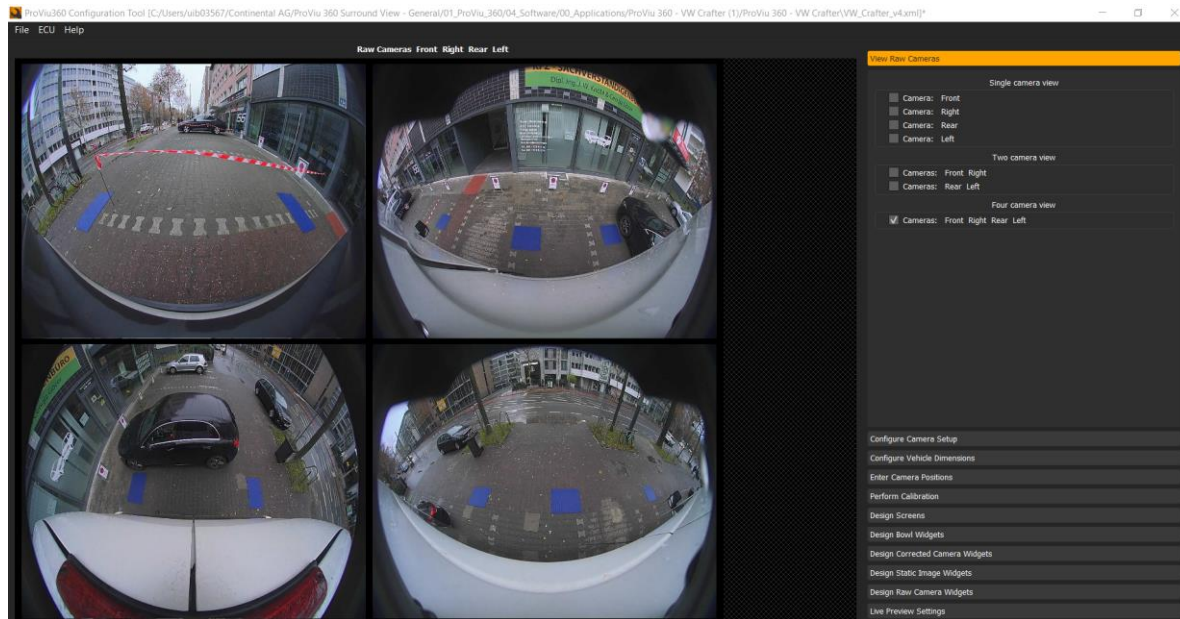 ProViu360 Configuration Tool [C:/Users/uib03567/Continental AG/ProViu 360 Surround View - General/01_ProViu_360/04_Software/00_Applications/ProViu 360 - VW Crafter (1)/ProViu 360 - VW Crafter\VW_Crafter_v4.xml]*
File ECU Help
Raw Cameras Front Right Rear Left
View Raw Cameras
Single camera view
Camera: Front
Camera: Right
Camera: Rear
Camera: Left
Two camera view
Cameras: Front Right
Cameras: Rear Left
Four camera view
Cameras: Front Right Rear Left
Configure Camera Setup
Configure Vehicle Dimensions
Enter Camera Positions
Perform Calibration
Design Screens
Design Bowl Widgets
Design Corrected Camera Widgets
Design Static Image Widgets
Design Raw Camera Widgets
Live Preview Settings